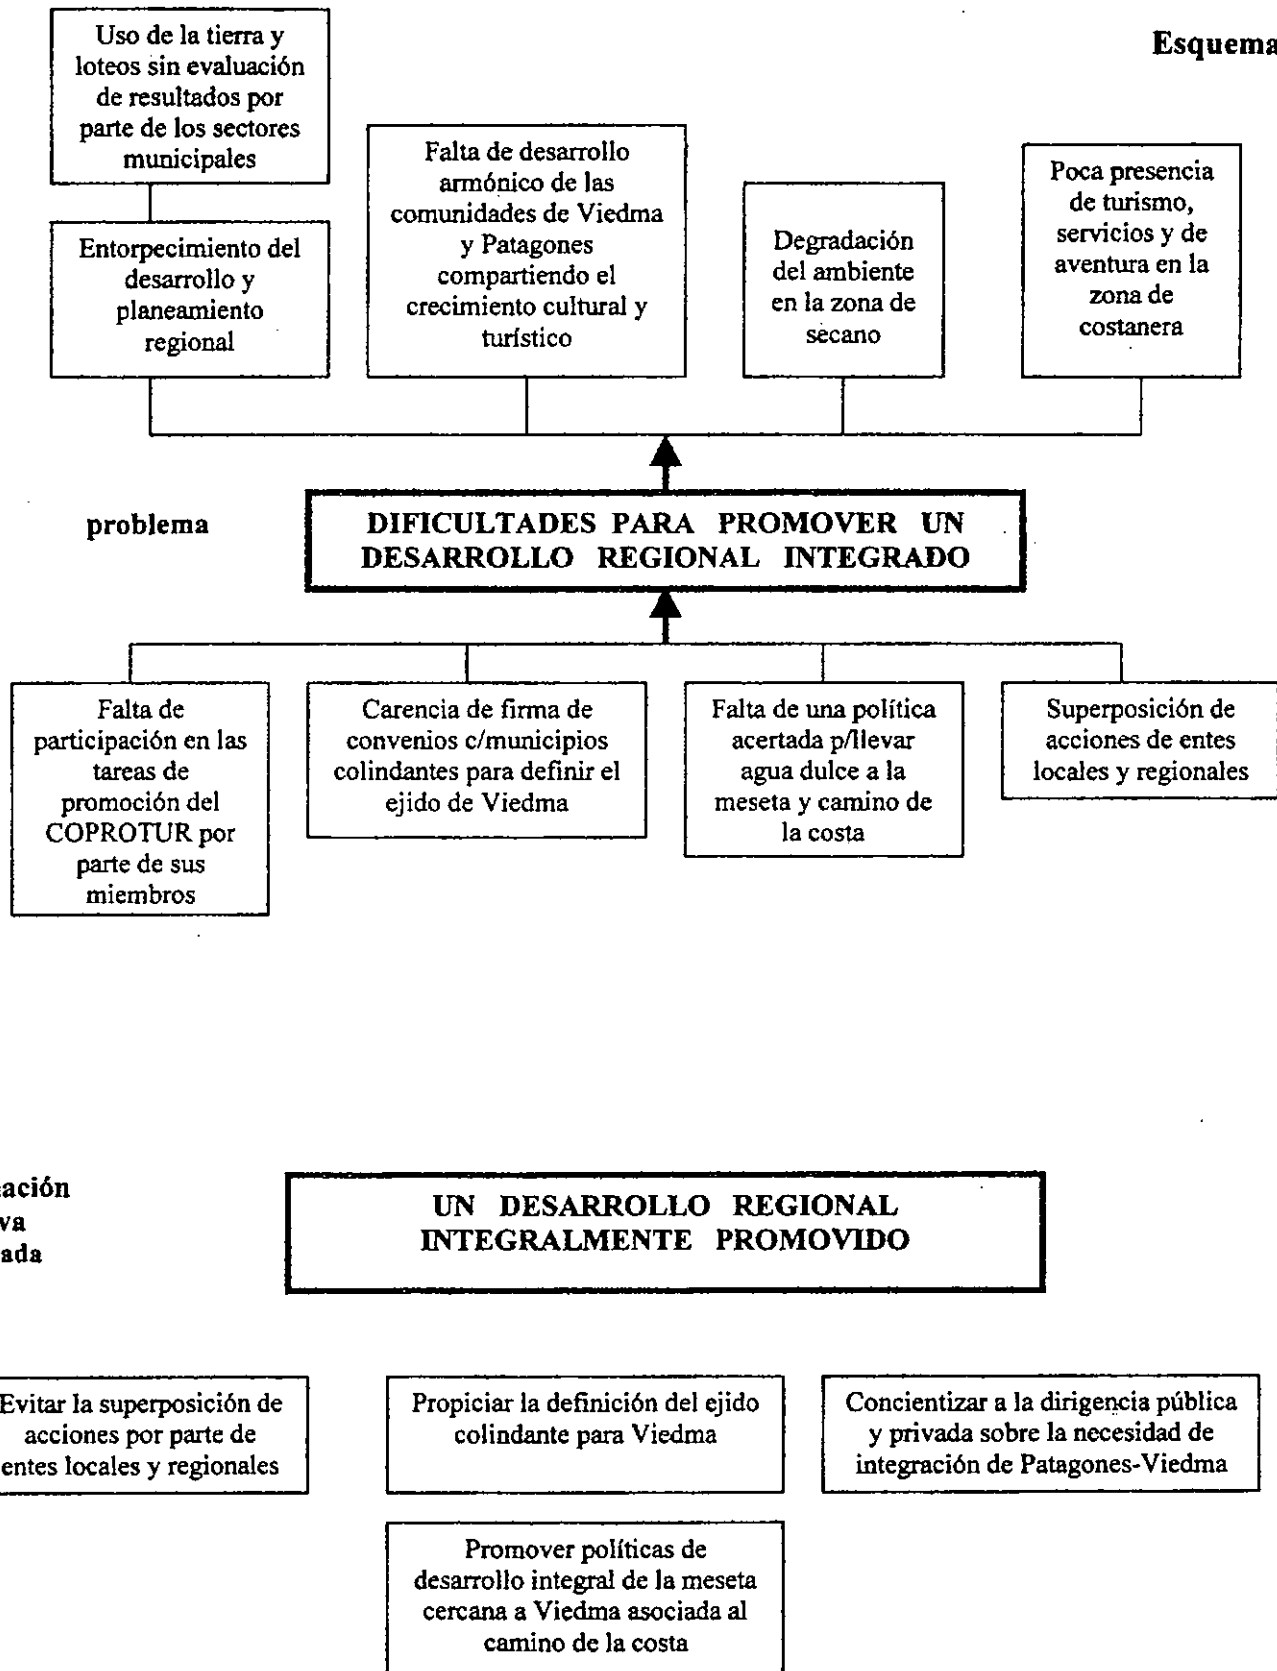 Esquema
Uso de la tierra y
loteos sin evaluación
de resultados por
parte de los sectores
municipales
Entorpecimiento del
desarrollo y
planeamiento
regional
Falta de desarrollo
armónico de las
comunidades de Viedma
y Patagones
compartiendo el
crecimiento cultural y
turístico
Degradación
del ambiente
en la zona de
secano
Poca presencia
de turismo,
servicios y de
aventura en la
zona de
costanera
problema
DIFICULTADES PARA PROMOVER UN
DESARROLLO REGIONAL INTEGRADO
Falta de
participación en las
tareas de
promoción del
COPROTUR por
parte de sus
miembros
Carencia de firma de
convenios c/municipios
colindantes para definir el
ejido de Viedma
Falta de una política
acertada p/llevar
agua dulce a la
meseta y camino de
la costa
Superposición de
acciones de entes
locales y regionales
ación
va
ada
UN DESARROLLO REGIONAL
INTEGRALMENTE PROMOVIDO
Evitar la superposición de
acciones por parte de
entes locales y regionales
Propiciar la definición del ejido
colindante para Viedma
Concientizar a la dirigencia pública
y privada sobre la necesidad de
integración de Patagones-Viedma
Promover políticas de
desarrollo integral de la meseta
cercana a Viedma asociada al
camino de la costa